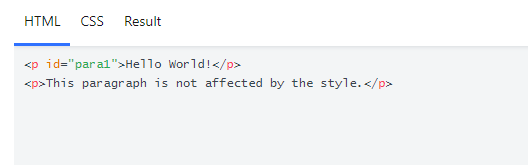 HTML CSS Result
<p id="para1">Hello World!</p>
<p>This paragraph is not affected by the style.</p>